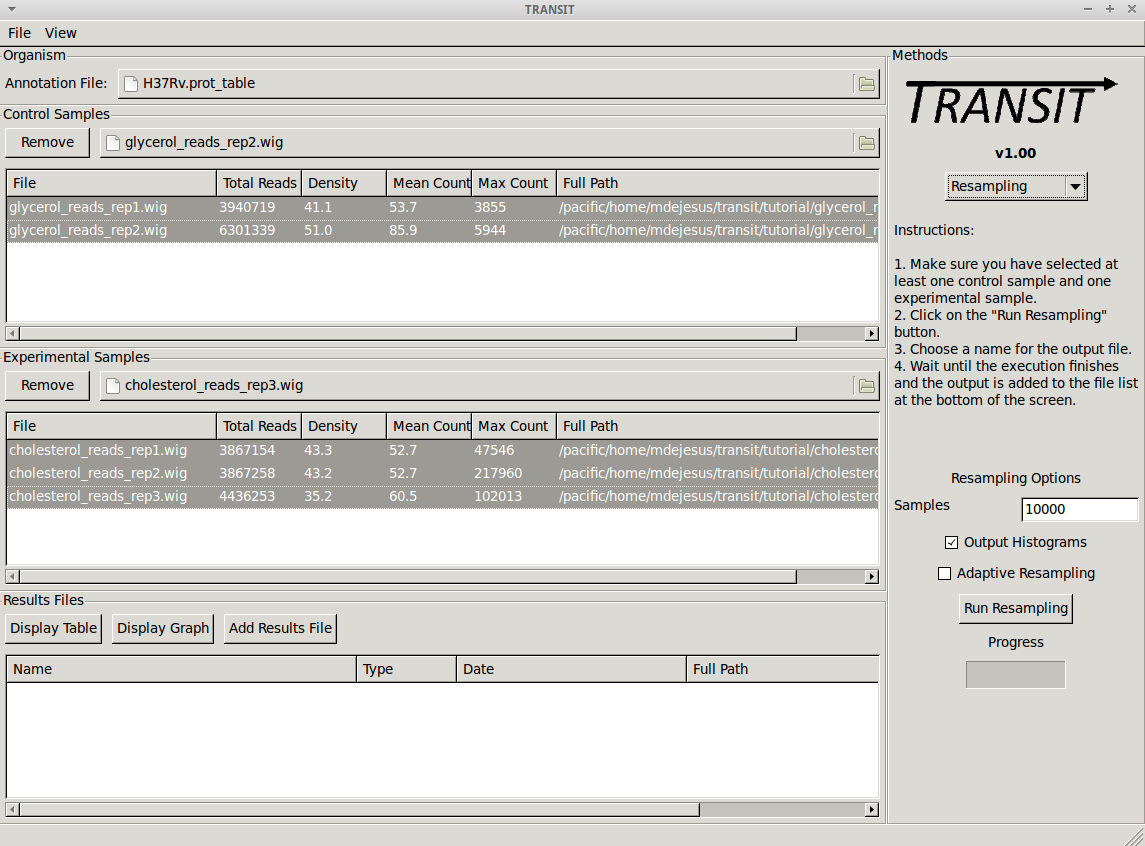 TRANSIT
File View
Organism
Annotation File: H37Rv.prot_table
Control Samples
Remove glycerol_reads_rep2.wig
File Total Reads Density Mean Count Max Count Full Path
glycerol_reads_rep1.wig 3940719 41.1 53.7 3855 /pacific/home/mdejesus/transit/tutorial/glycerol_r
glycerol_reads_rep2.wig 6301339 51.0 85.9 5944 /pacific/home/mdejesus/transit/tutorial/glycerol_r
Experimental Samples
Remove cholesterol_reads_rep3.wig
File Total Reads Density Mean Count Max Count Full Path
cholesterol_reads_rep1.wig 3867154 43.3 52.7 47546 /pacific/home/mdejesus/transit/tutorial/cholestero
cholesterol_reads_rep2.wig 3867258 43.2 52.7 217960 /pacific/home/mdejesus/transit/tutorial/cholestero
cholesterol_reads_rep3.wig 4436253 35.2 60.5 102013 /pacific/home/mdejesus/transit/tutorial/cholestero
Results Files
Display Table Display Graph Add Results File
Name Type Date Full Path
Methods
TRANSIT
v1.00
Resampling
Instructions:
1. Make sure you have selected at
least one control sample and one
experimental sample.
2. Click on the "Run Resampling"
button.
3. Choose a name for the output file.
4. Wait until the execution finishes
and the output is added to the file list
at the bottom of the screen.
Resampling Options
Samples 10000
Output Histograms
Adaptive Resampling
Run Resampling
Progress